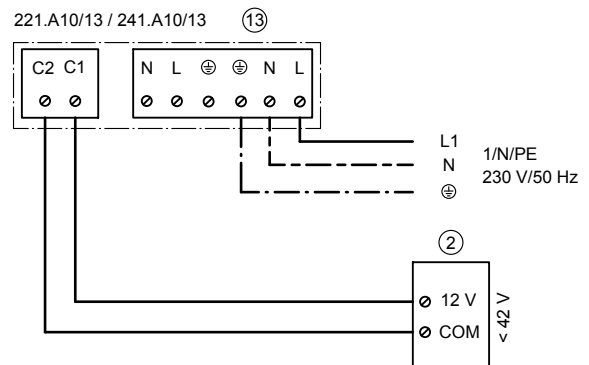 221.A10/13 / 241.A10/13 13
C2 C1 N L ⏚ ⏚ N L
L1
N
⏚
1/N/PE
230 V/50 Hz
2
12 V
COM
< 42 V